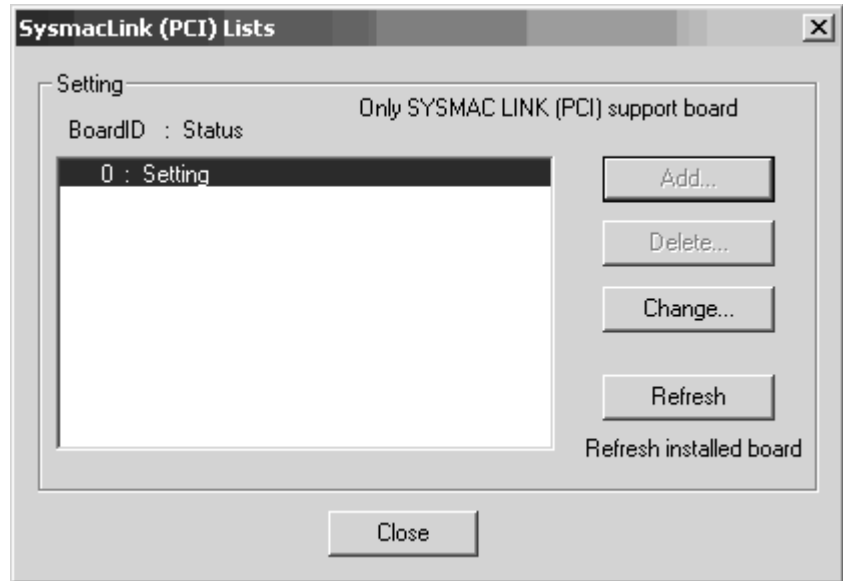 SysmacLink (PCI) Lists
Setting
Only SYSMAC LINK (PCI) support board
BoardID : Status
0 : Setting
Add...
Delete...
Change...
Refresh
Refresh installed board
Close